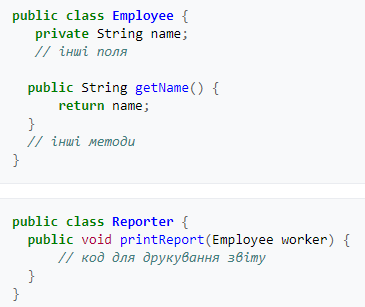 public class Employee {
   private String name;
   // інші поля
  public String getName() {
      return name;
  }
  // інші методи
}
public class Reporter {
  public void printReport(Employee worker) {
      // код для друкування звіту
  }
}